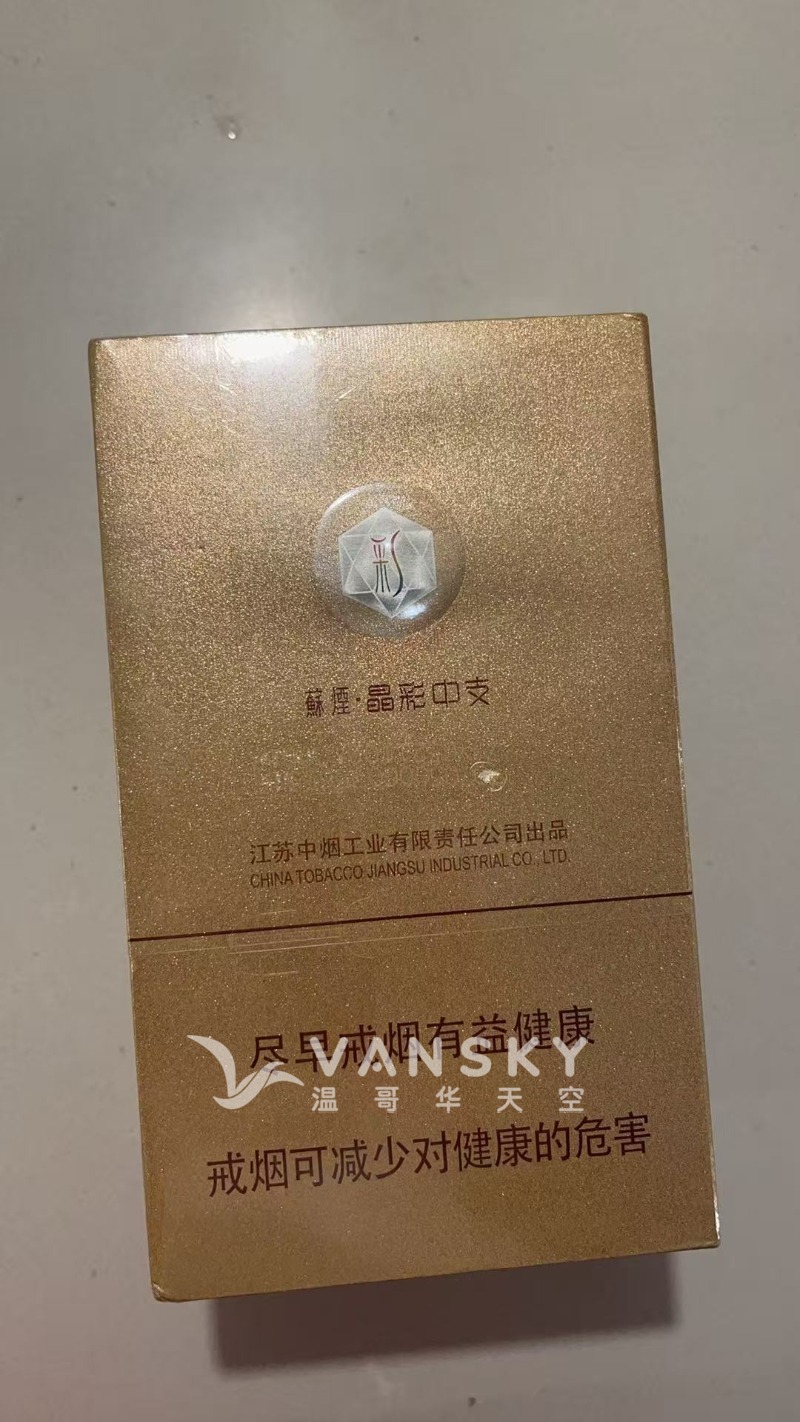 彩
蘇煙·晶彩中支
江苏中烟工业有限责任公司出品
CHINA TOBACCO JIANGSU INDUSTRIAL CO., LTD.
尽早戒烟有益健康
VANSKY
温哥华天空
戒烟可减少对健康的危害